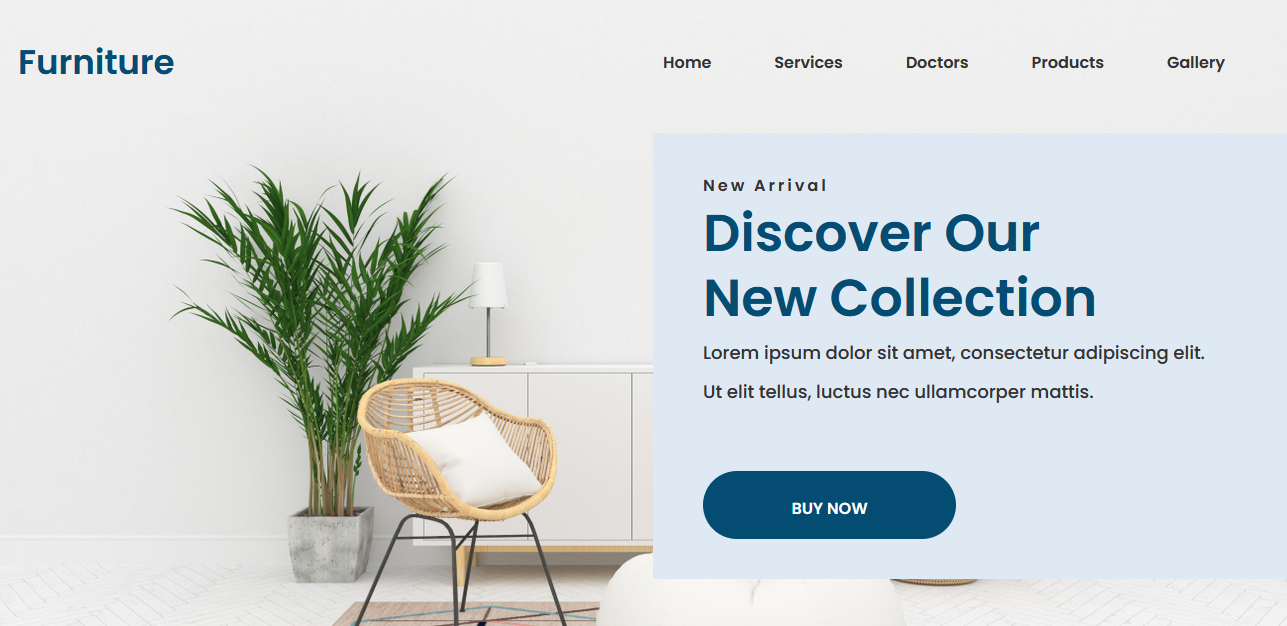 Furniture
Home Services Doctors Products Gallery
New Arrival
Discover Our
New Collection
Lorem ipsum dolor sit amet, consectetur adipiscing elit.
Ut elit tellus, luctus nec ullamcorper mattis.
BUY NOW